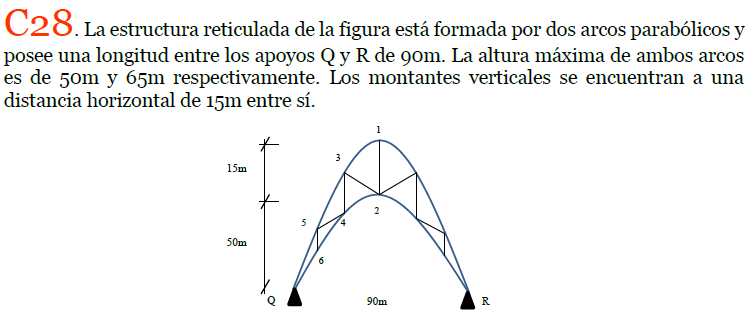 C28. La estructura reticulada de la figura está formada por dos arcos parabólicos y
posee una longitud entre los apoyos Q y R de 90m. La altura máxima de ambos arcos
es de 50m y 65m respectivamente. Los montantes verticales se encuentran a una
distancia horizontal de 15m entre sí.
1
3
15m
2
5
4
50m
6
Q
90m
R